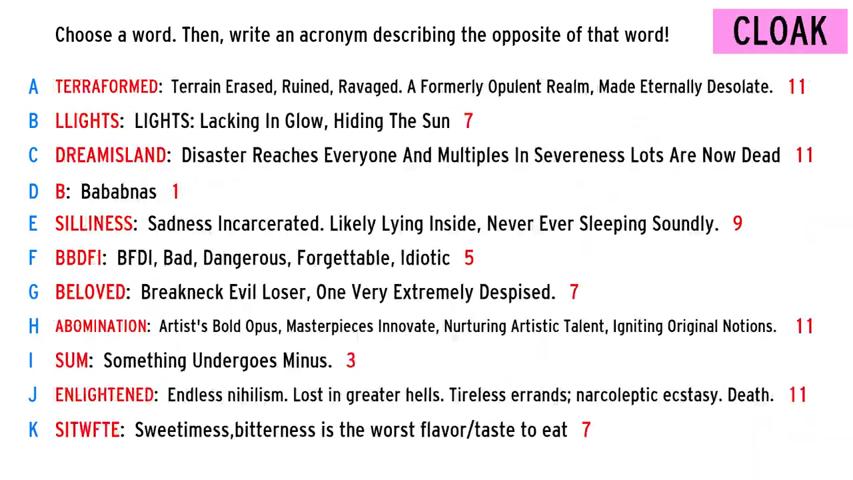 Choose a word. Then, write an acronym describing the opposite of that word!
CLOAK
A TERRAFORMED: Terrain Erased, Ruined, Ravaged. A Formerly Opulent Realm, Made Eternally Desolate. 11
B LLIGHTS: LIGHTS: Lacking In Glow, Hiding The Sun 7
C DREAMISLAND: Disaster Reaches Everyone And Multiples In Severeness Lots Are Now Dead 11
D B: Bababnas 1
E SILLINESS: Sadness Incarcerated. Likely Lying Inside, Never Ever Sleeping Soundly. 9
F BBDFI: BFDI, Bad, Dangerous, Forgettable, Idiotic 5
G BELOVED: Breakneck Evil Loser, One Very Extremely Despised. 7
H ABOMINATION: Artist's Bold Opus, Masterpieces Innovate, Nurturing Artistic Talent, Igniting Original Notions. 11
I SUM: Something Undergoes Minus. 3
J ENLIGHTENED: Endless nihilism. Lost in greater hells. Tireless errands; narcoleptic ecstasy. Death. 11
K SITWFTE: Sweetimess,bitterness is the worst flavor/taste to eat 7